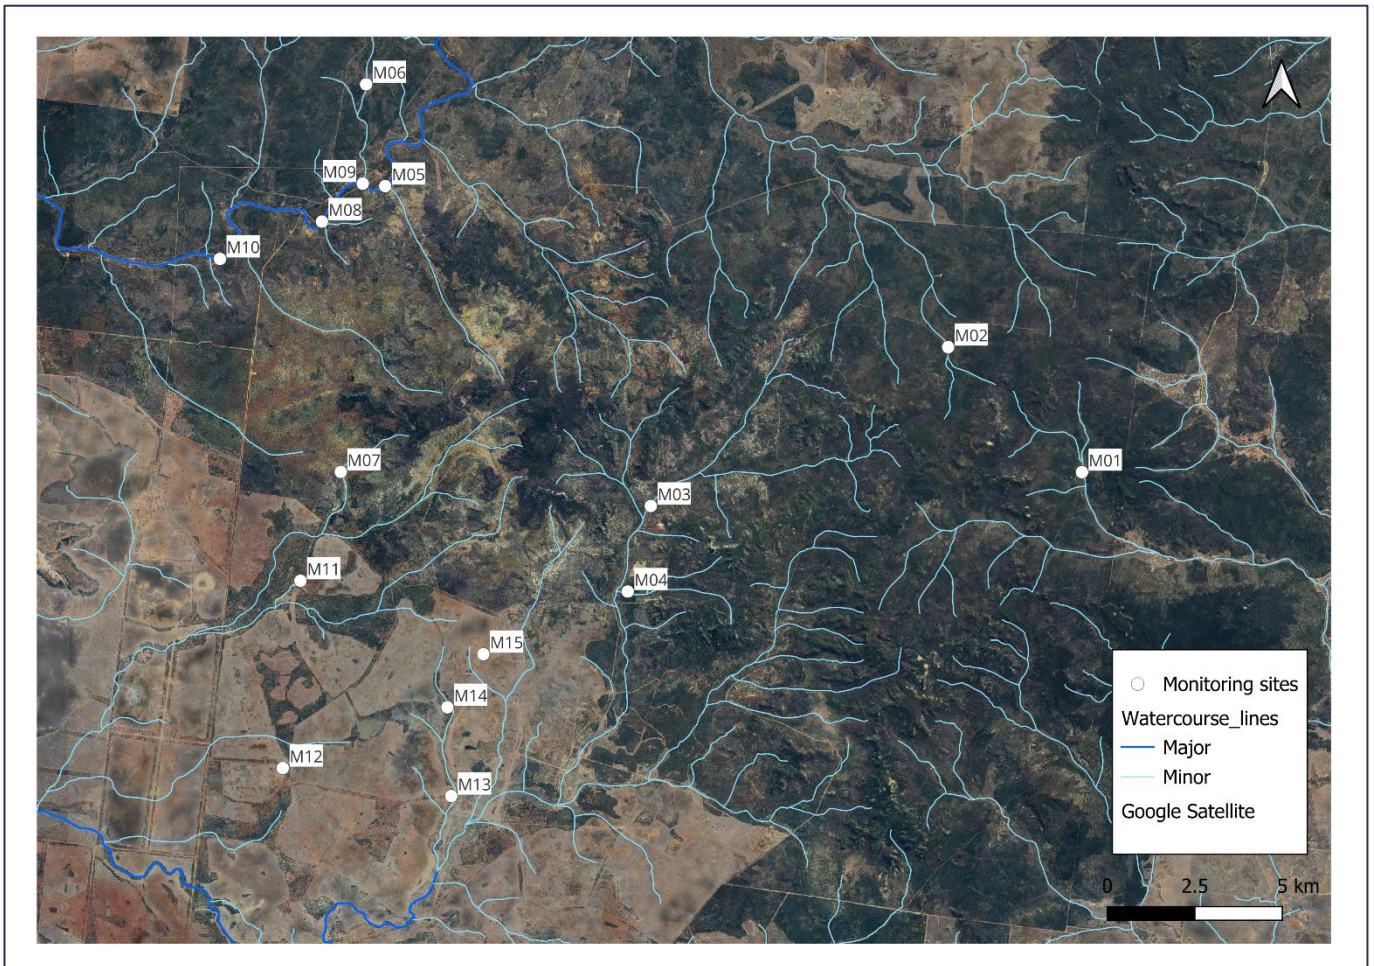 M06
M09
M05
M08
M10
M02
M07
M01
M03
M11
M04
M15
M14
M12
M13
Monitoring sites
Watercourse_lines
Major
Minor
Google Satellite
0 2.5 5 km